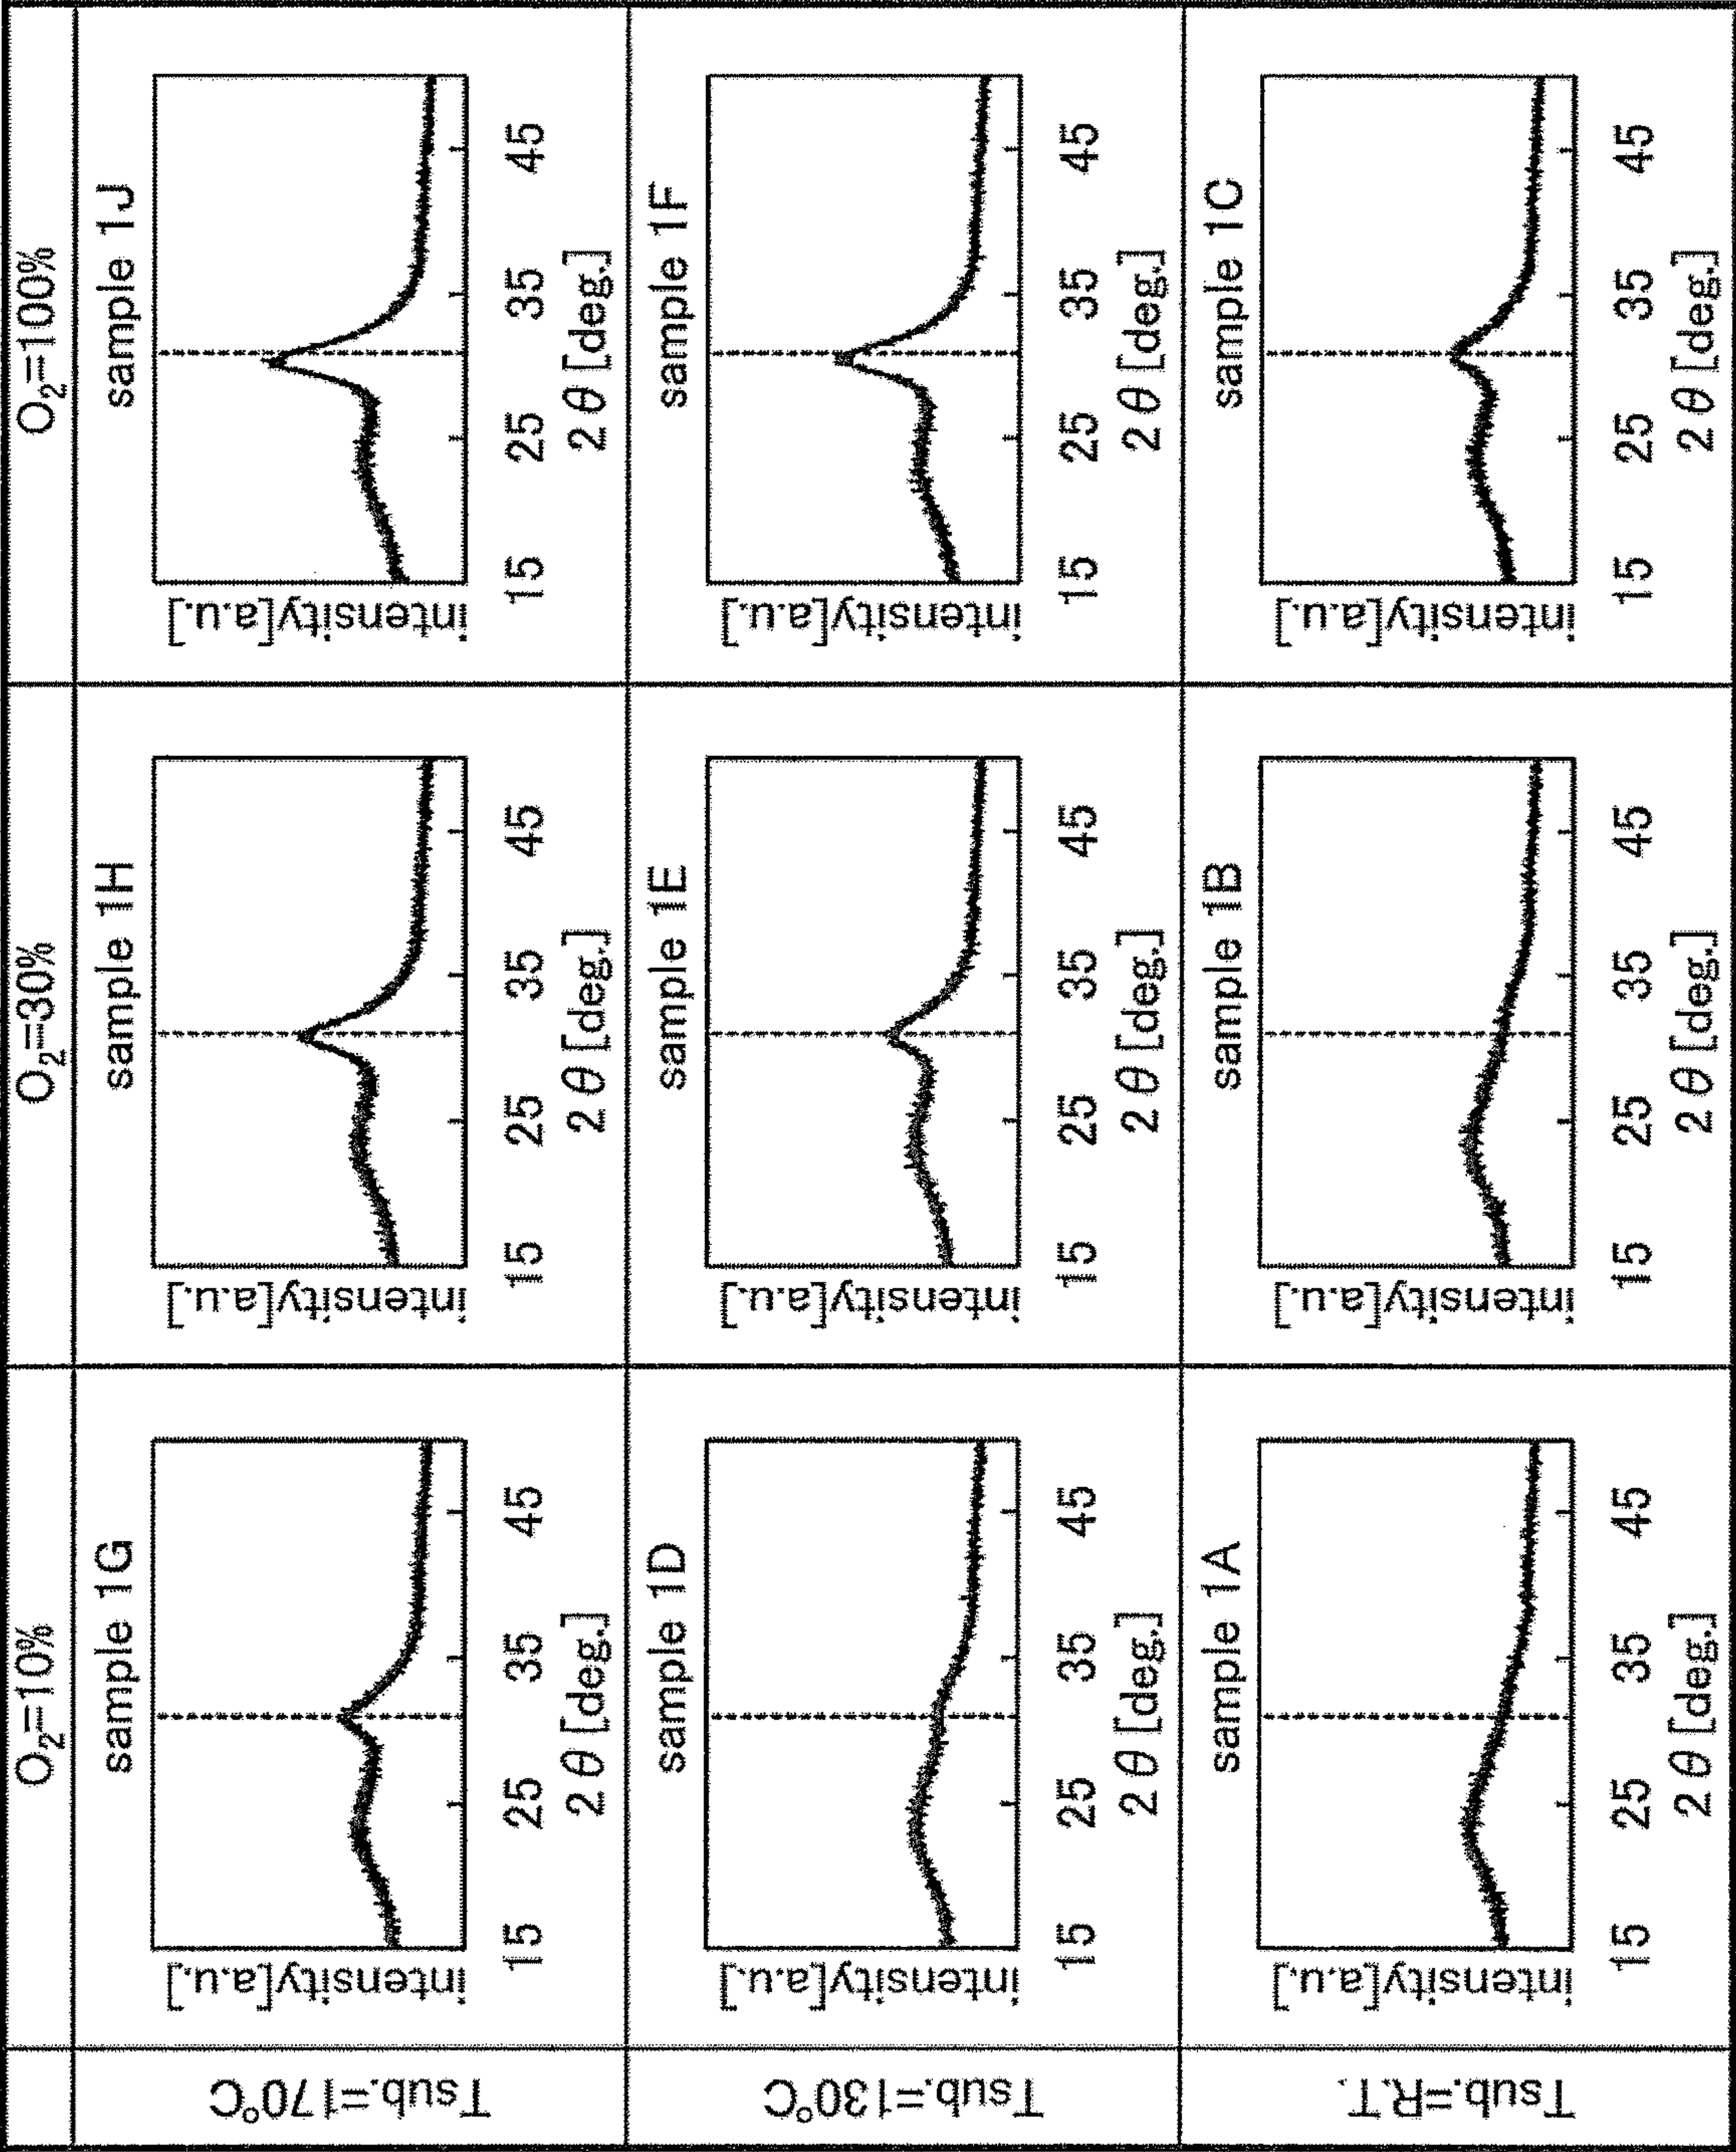 O2=10% O2=30% O2=100%
Tsub.=170°C
sample 1G
intensity[a.u.]
15 25 35 45
2θ[deg.]
sample 1H
intensity[a.u.]
15 25 35 45
2θ[deg.]
sample 1J
intensity[a.u.]
15 25 35 45
2θ[deg.]
Tsub.=130°C
sample 1D
intensity[a.u.]
15 25 35 45
2θ[deg.]
sample 1E
intensity[a.u.]
15 25 35 45
2θ[deg.]
sample 1F
intensity[a.u.]
15 25 35 45
2θ[deg.]
Tsub.=R.T.
sample 1A
intensity[a.u.]
15 25 35 45
2θ[deg.]
sample 1B
intensity[a.u.]
15 25 35 45
2θ[deg.]
sample 1C
intensity[a.u.]
15 25 35 45
2θ[deg.]